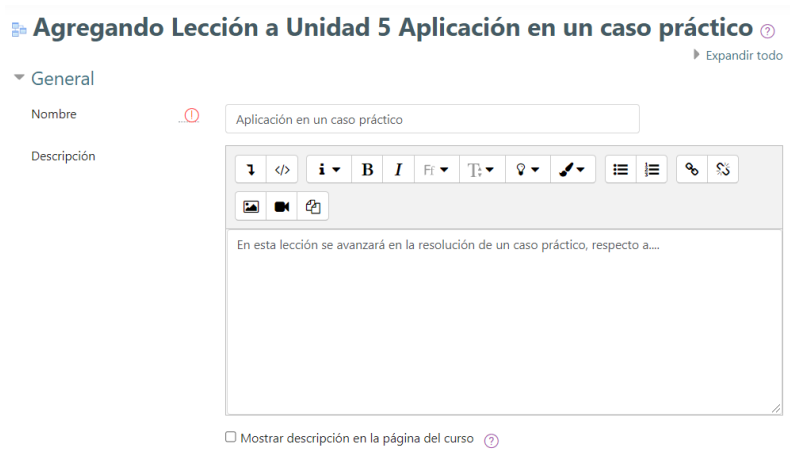 Agregando Lección a Unidad 5 Aplicación en un caso práctico
Expandir todo
General
Nombre
Aplicación en un caso práctico
Descripción
</>
i
B
I
Ff
T
En esta lección se avanzará en la resolución de un caso práctico, respecto a....
Mostrar descripción en la página del curso